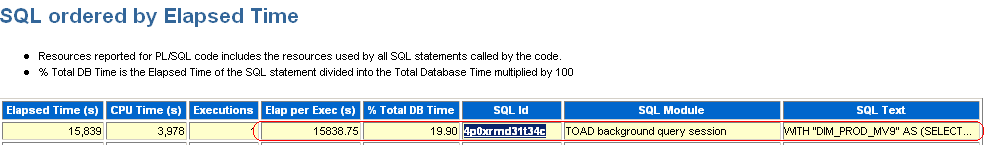 SQL ordered by Elapsed Time
Resources reported for PL/SQL code includes the resources used by all SQL statements called by the code.
% Total DB Time is the Elapsed Time of the SQL statement divided into the Total Database Time multiplied by 100
Elapsed Time (s) CPU Time (s) Executions Elap per Exec (s) % Total DB Time SQL Id SQL Module SQL Text
15,839 3,978 15838.75 19.90 4p0xrmd31t34c TOAD background query session WITH "DIM_PROD_MV9" AS (SELECT...